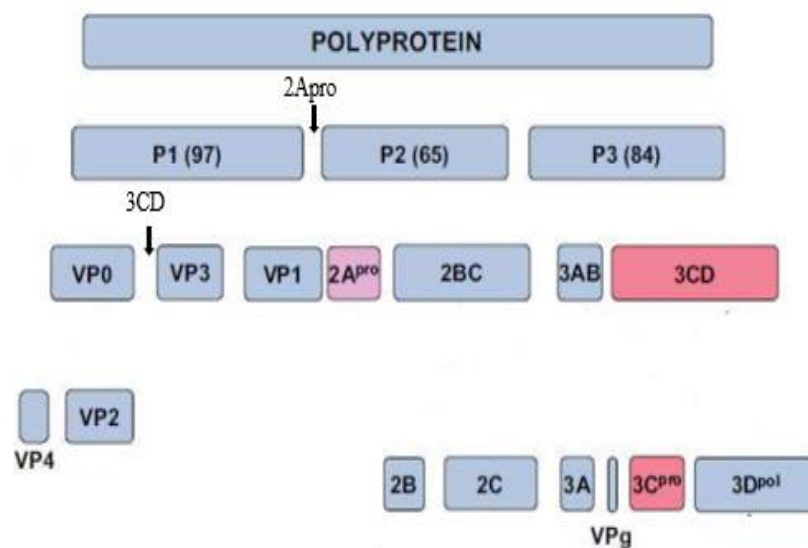 POLYPROTEIN
2Apro
P1 (97) P2 (65) P3 (84)
3CD
VP0 VP3 VP1 2Apro 2BC 3AB 3CD
VP2
VP4
2B 2C 3A 3Cpro 3Dpol
VPg